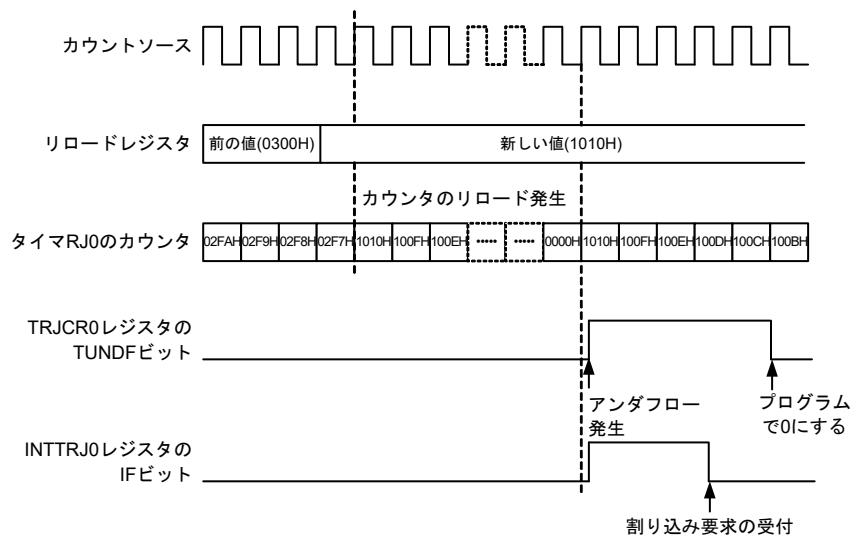 カウントソース
リロードレジスタ
前の値(0300H)
新しい値(1010H)
カウンタのリロード発生
タイマRJ0のカウンタ
02FAH 02F9H 02F8H 02F7H 1010H 100FH 100EH ····· ····· 0000H 1010H 100FH 100EH 100DH 100CH 100BH
TRJCR0レジスタの
TUNDFビット
アンダフロー
発生
プログラム
で0にする
INTTRJ0レジスタの
IFビット
割り込み要求の受付